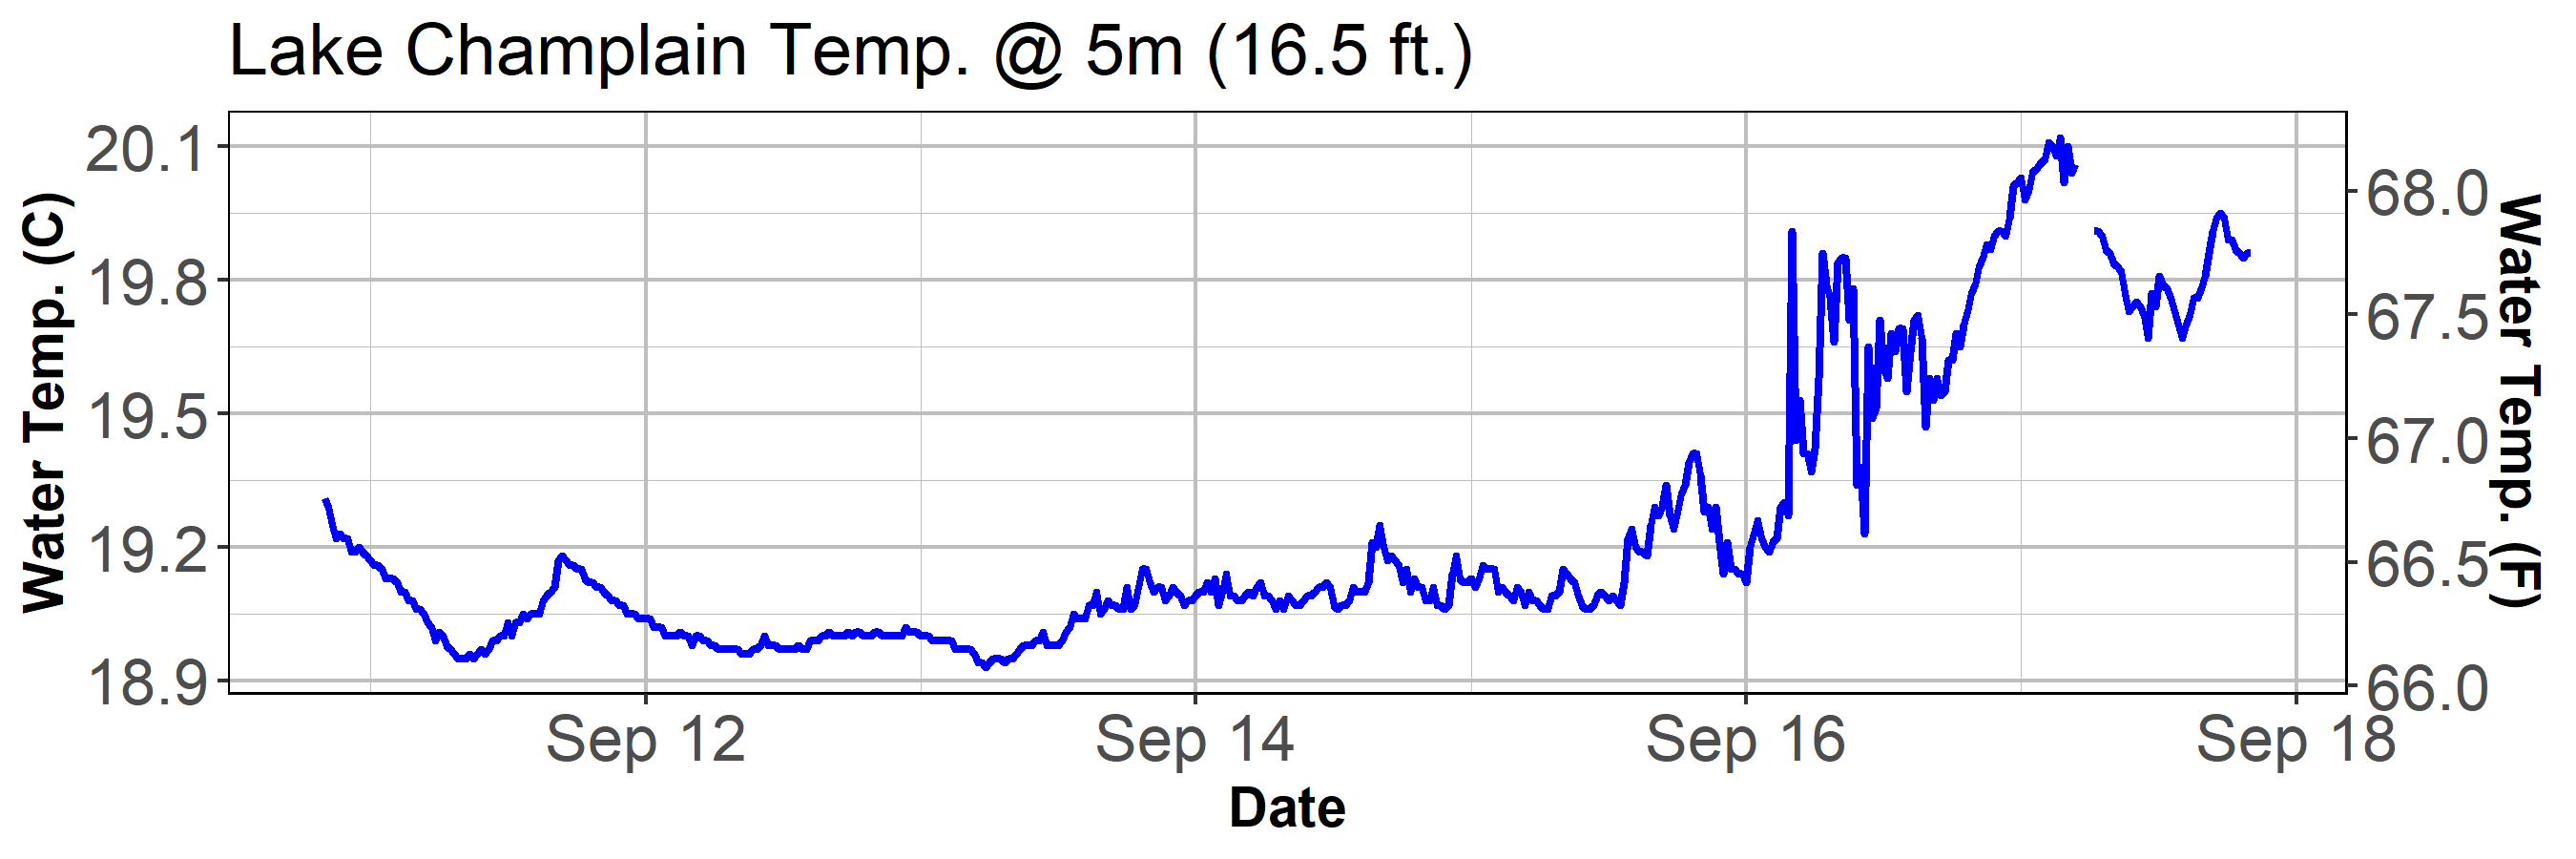 Lake Champlain Temp. @ 5m (16.5 ft.)
Water Temp. (C)
20.1
19.8
19.5
19.2
18.9
68.0
67.5
67.0
66.5
66.0
Water Temp. (F)
Sep 12
Sep 14
Sep 16
Sep 18
Date